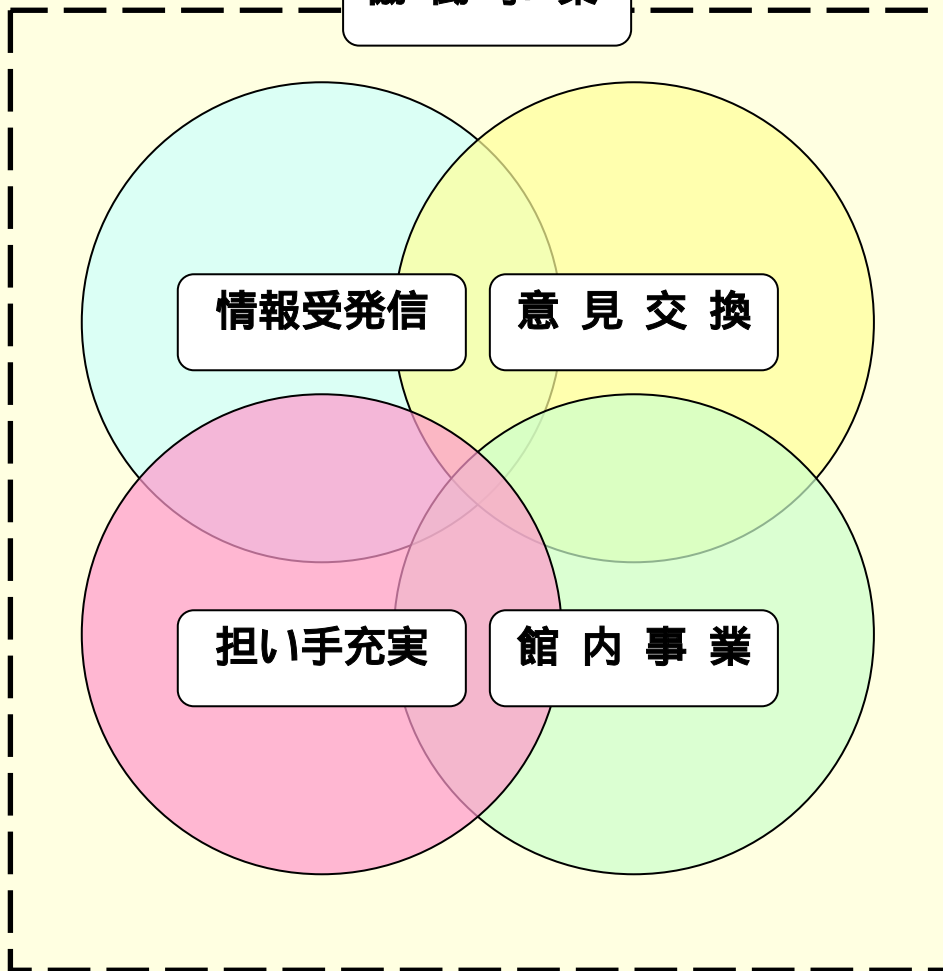 情報受発信
意 見 交 換
担い手充実
館 内 事 業